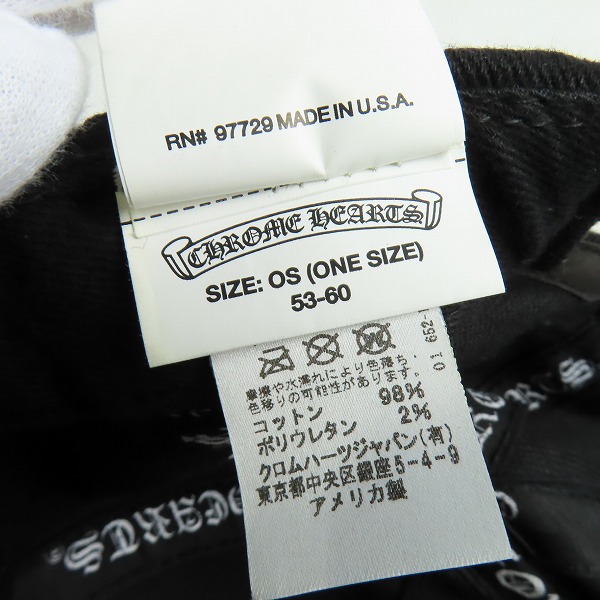 RN# 97729 MADE IN U.S.A.
CHROME HEARTS
SIZE: OS (ONE SIZE)
53-60
摩擦や水濡れにより色落ち、
色移りの可能性があります
コットン 98%
ポリウレタン 2%
クロムハーツジャパン(有)
東京都中央区銀座5-4-9
アメリカ製
01 652-